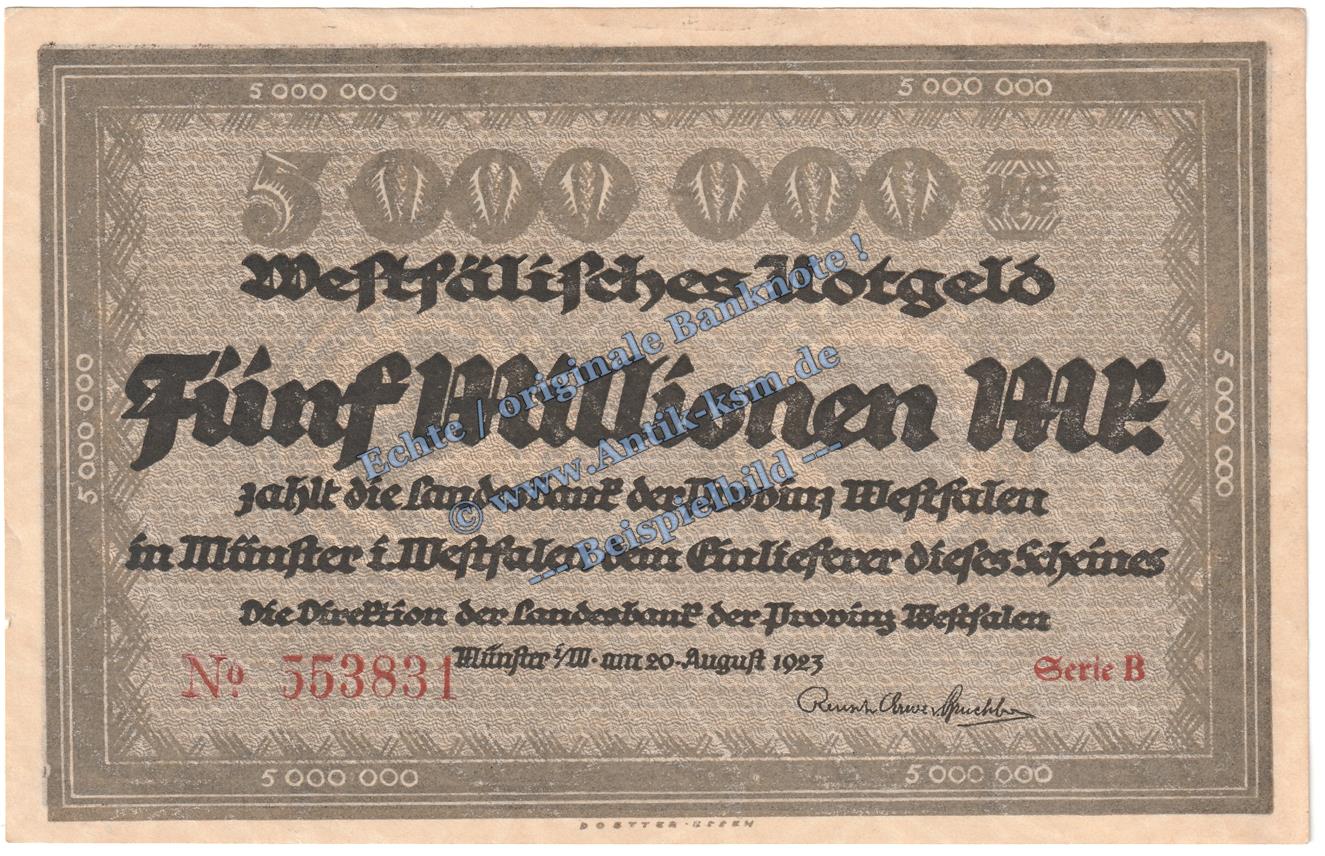 5 000 000
5 000 000
5 000 000 MK
Westfälisches Notgeld
Fünf Millionen MK.
zahlt die Landesbank der Provinz Westfalen
in Münster i. Westfalen dem Einlieferer dieses Scheines
Die Direktion der Landesbank der Provinz Westfalen
Münster i/W. am 20. August 1923
No 553831
Serie B
5 000 000
5 000 000
5 000 000
5 000 000
Echte / originale Banknote !
© www.Antik-ksm.de
--- Beispielbild ---